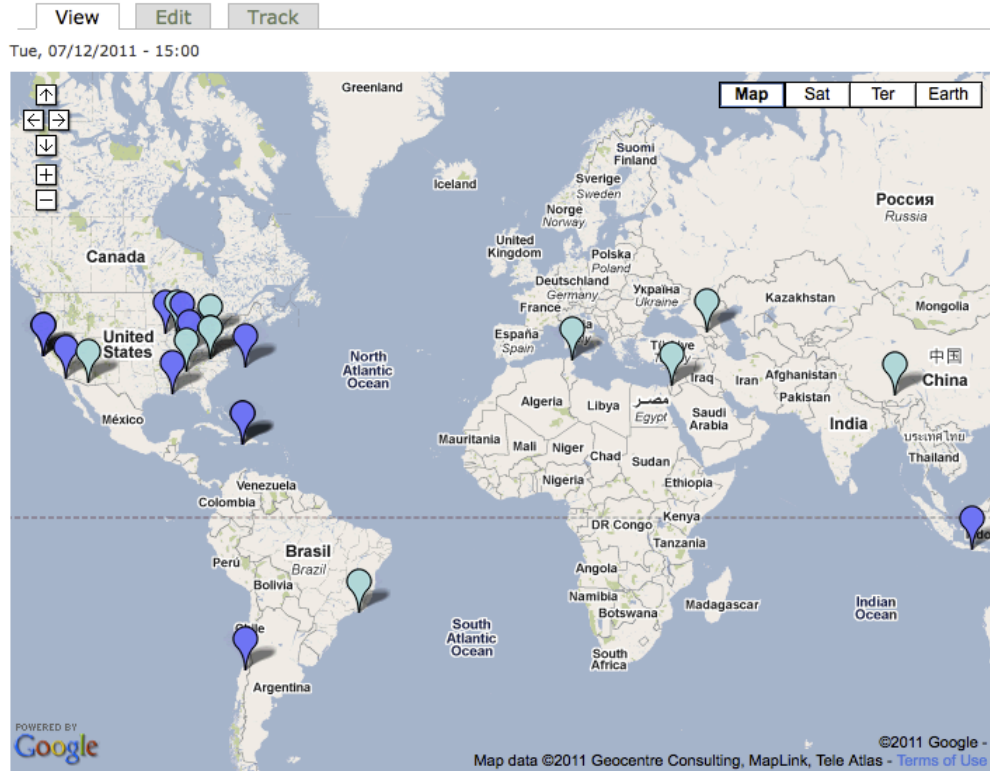 View Edit Track
Tue, 07/12/2011 - 15:00
Map Sat Ter Earth
Greenland
Iceland
Suomi
Finland
Sverige
Sweden
Norge
Norway
Россия
Russia
United
Kingdom
Polska
Poland
Deutschland
Germany
Україна
Ukraine
France
Canada
Kazakhstan
Mongolia
España
Spain
United
States
North
Atlantic
Ocean
Iraq
Iran
Afghanistan
Pakistan
中国
China
México
Algeria
Libya
مصر
Egypt
Saudi
Arabia
India
ประเทศไทย
Thailand
Mauritania
Mali
Niger
Chad
Sudan
Nigeria
Ethiopia
Venezuela
Colombia
DR Congo
Kenya
Tanzania
Brasil
Brazil
Perú
Bolivia
Angola
Namibia
Botswana
Madagascar
Indian
Ocean
South
Atlantic
Ocean
Chile
South
Africa
Argentina
POWERED BY
Google
©2011 Google -
Map data ©2011 Geocentre Consulting, MapLink, Tele Atlas - Terms of Use